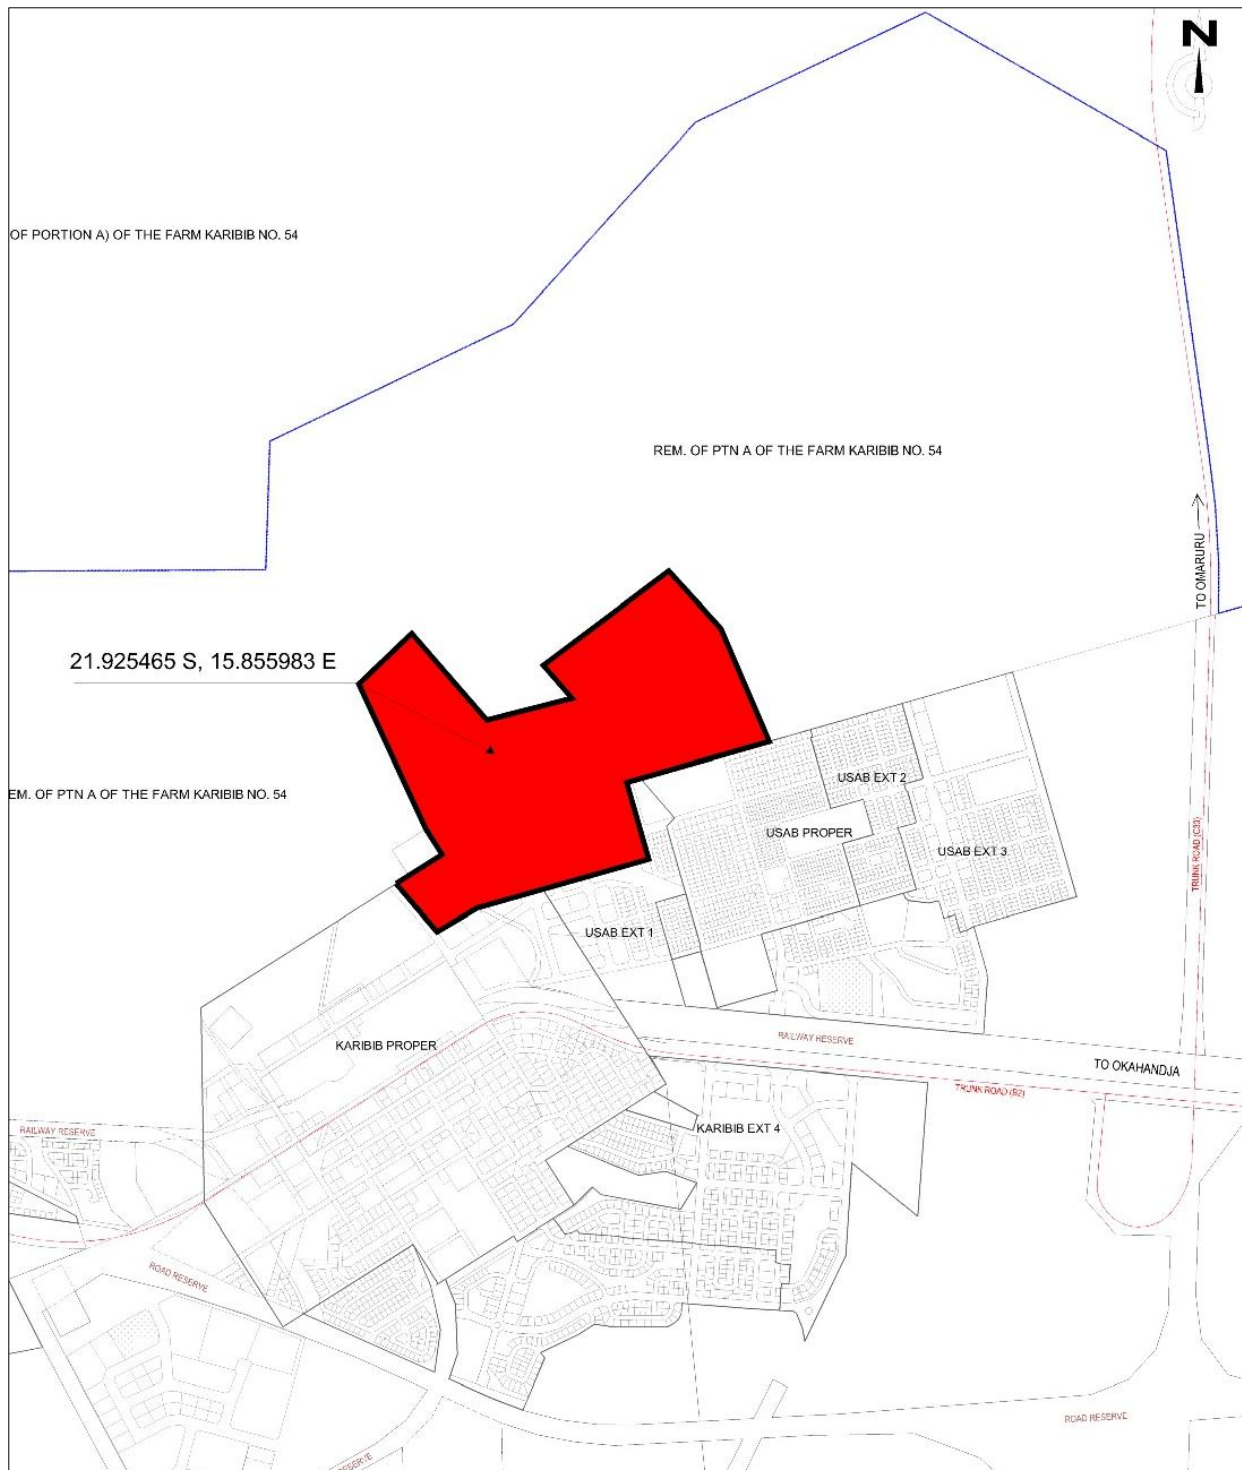 N
OF PORTION A) OF THE FARM KARIBIB NO. 54
REM. OF PTN A OF THE FARM KARIBIB NO. 54
TO OMARURU
21.925465 S, 15.855983 E
EM. OF PTN A OF THE FARM KARIBIB NO. 54
USAB EXT 2
USAB PROPER
USAB EXT 3
TRUNK ROAD (C33)
USAB EXT 1
KARIBIB PROPER
RAILWAY RESERVE
TO OKAHANDJA
TRUNK ROAD (B2)
RAILWAY RESERVE
KARIBIB EXT 4
ROAD RESERVE
ROAD RESERVE
ESERVE